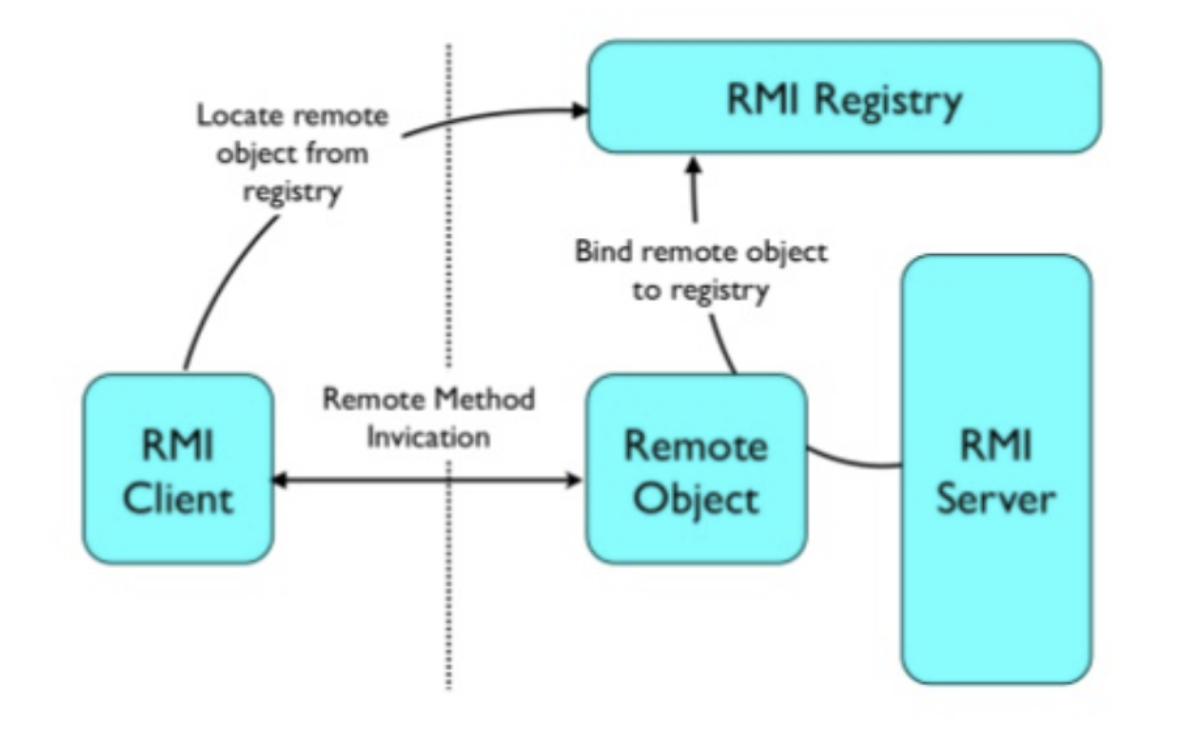 RMI Registry
Locate remote
object from
registry
Bind remote object
to registry
Remote Method
Invication
RMI
Client
Remote
Object
RMI
Server